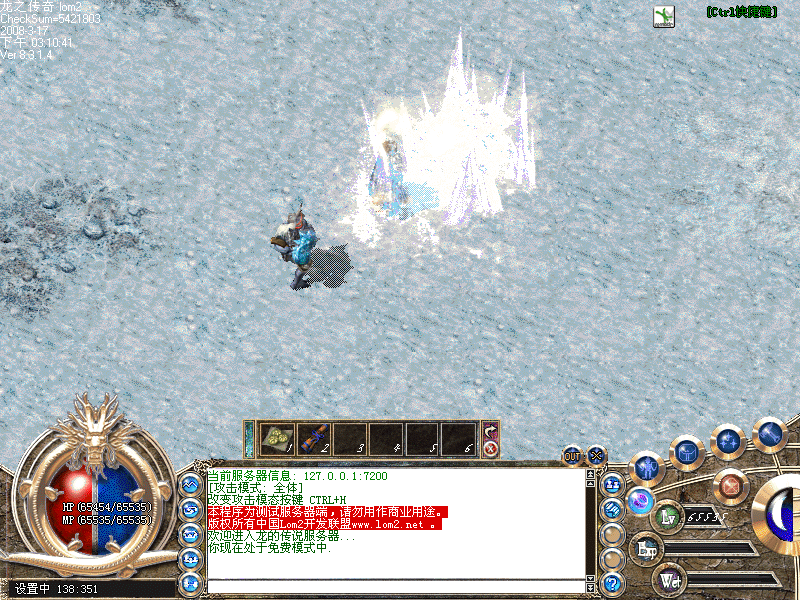 龙之传奇 lom2
CheckSum=5421803
2008-3-17
下午 03:10:41
Ver 8.3.1.4
[Ctrl快捷键]
1
2
3
4
5
6
OUT
当前服务器信息: 127.0.0.1:7200
[攻击模式: 全体]
改变攻击模态按键 CTRL+H
本程序为测试服务器端,请勿用作商业用途。
版权所有中国Lom2开发联盟www.lom2.net 。
欢迎进入龙的传说服务器...
你现在处于免费模式中.
HP (65454/65535)
MP (65535/65535)
Lv
65535
Exp
Wet
设置中 138:351